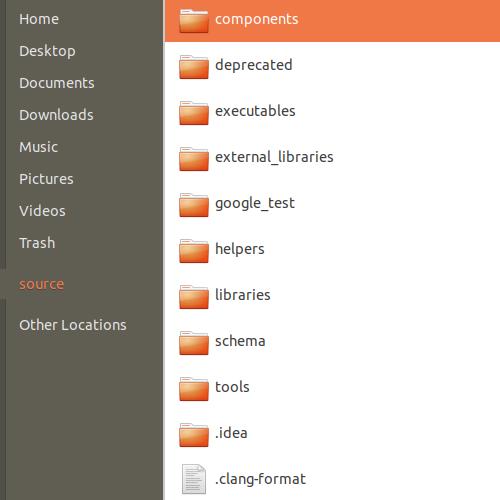 Home
Desktop
Documents
Downloads
Music
Pictures
Videos
Trash
source
Other Locations
components
deprecated
executables
external_libraries
google_test
helpers
libraries
schema
tools
.idea
.clang-format